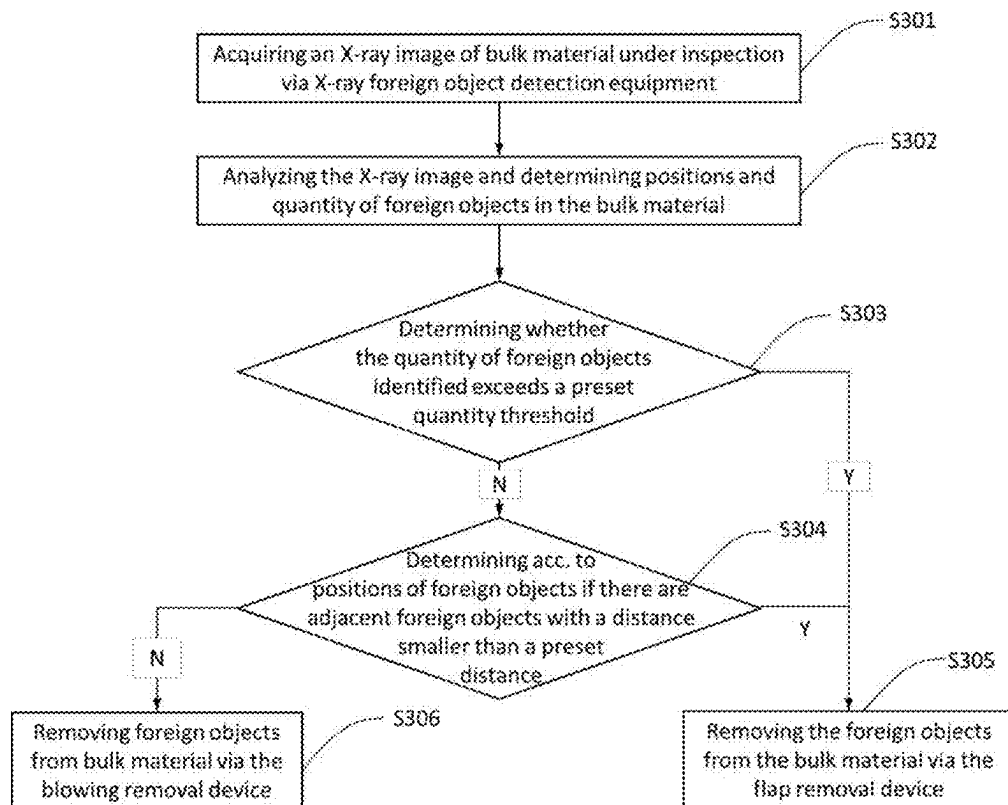 S301
Acquiring an X-ray image of bulk material under inspection
via X-ray foreign object detection equipment
S302
Analyzing the X-ray image and determining positions and
quantity of foreign objects in the bulk material
S303
Determining whether
the quantity of foreign objects
identified exceeds a preset
quantity threshold
N
Y
S304
Determining acc. to
positions of foreign objects if there are
adjacent foreign objects with a distance
smaller than a preset
distance
N
Y
S306
Removing foreign objects
from bulk material via the
blowing removal device
S305
Removing the foreign objects
from the bulk material via the
flap removal device